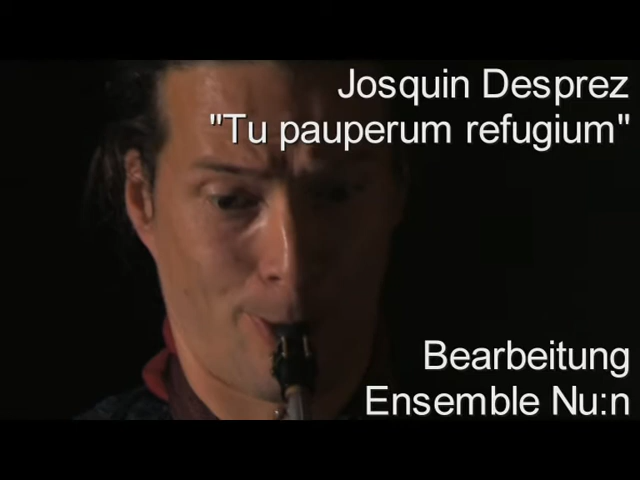 Josquin Desprez
"Tu pauperum refugium"
Bearbeitung
Ensemble Nu:n